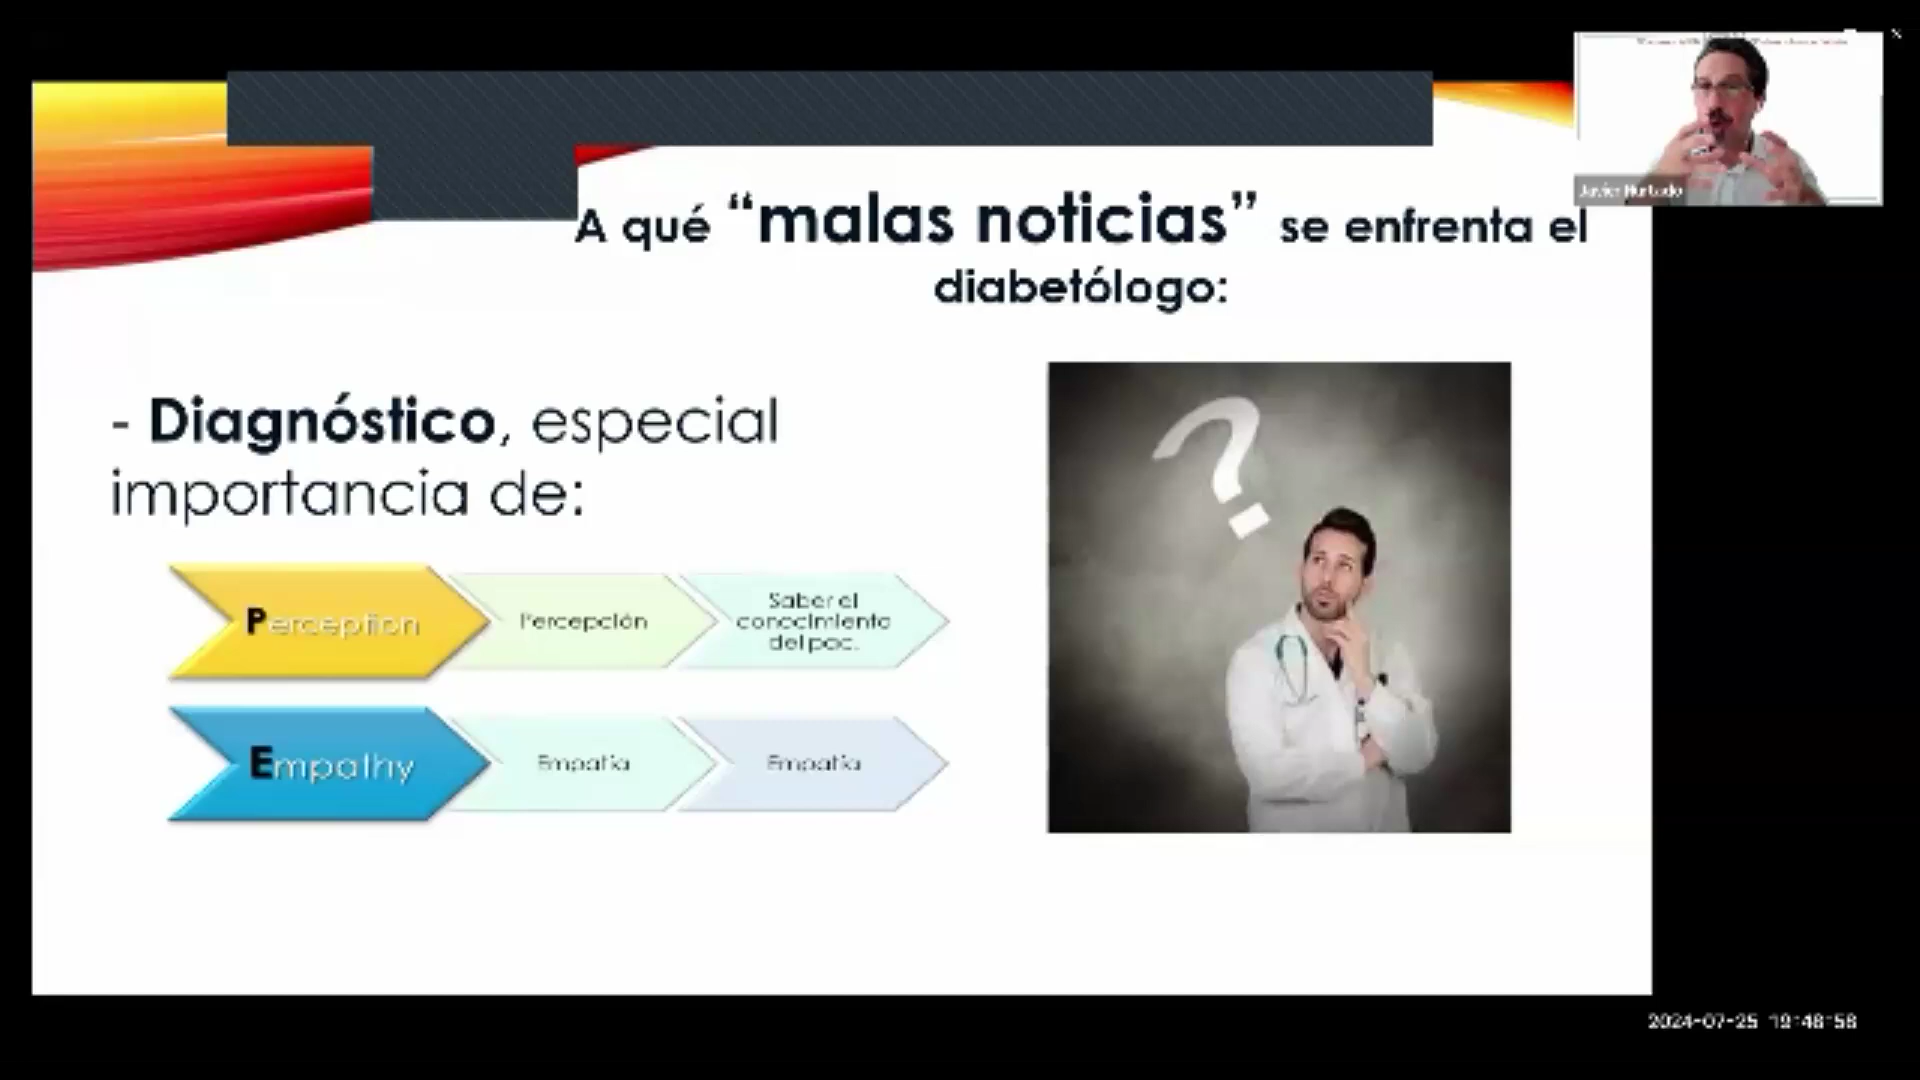 A qué “malas noticias” se enfrenta el
diabetólogo:
Javier Hurtado
- Diagnóstico, especial
importancia de:
Perception
Percepción
Saber el
conocimiento
del pac.
Empathy
Empatía
Empatía
2024-07-25 19:48:58